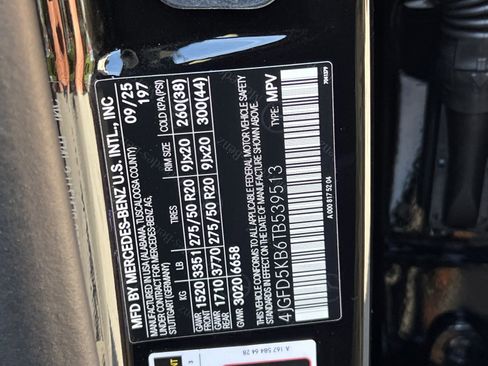 MFD BY MERCEDES-BENZ U.S. INTL., INC
MANUFACTURED IN USA (ALABAMA, TUSCALOOSA COUNTY) 09/25
UNDER CONTRACT FOR MERCEDES-BENZ AG, 197
STUTTGART (GERMANY)
KG LB TIRES RIM SIZE COLD KPA(PSI)
GAWR FRONT 1520 3351 275/50 R20 9Jx20 260(38)
GAWR REAR 1710 3770 275/50 R20 9Jx20 300(44)
GVWR 3020 6658
THIS VEHICLE CONFORMS TO ALL APPLICABLE FEDERAL MOTOR VEHICLE SAFETY
STANDARDS IN EFFECT ON THE DATE OF MANUFACTURE SHOWN ABOVE.
4JGFD5KB6TB539513 TYPE: MPV
A 000 817 52 04
7941379
A 167 584 64 28